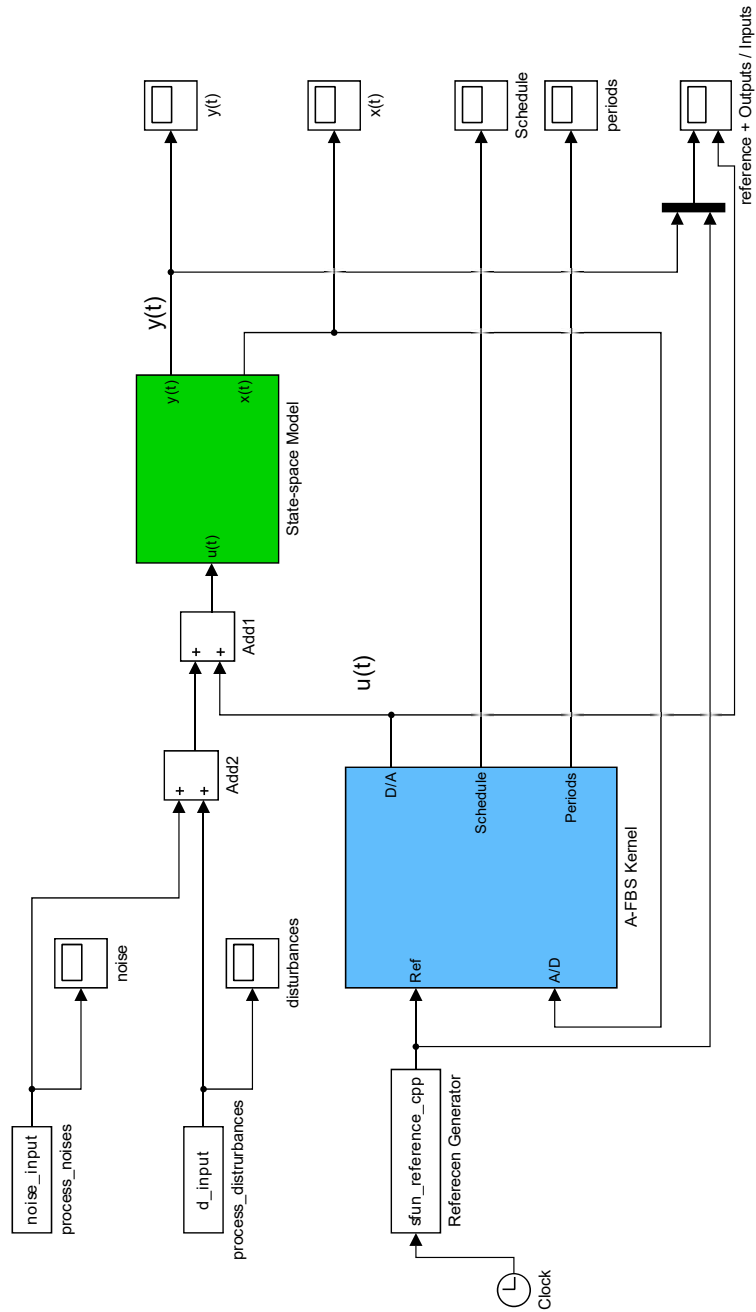 noise_input
process_noises
noise
d_input
process_distrurbances
disturbances
Add2
+
+
Add1
+
+
u(t)
y(t)
x(t)
State-space Model
y(t)
y(t)
x(t)
u(t)
Clock
sfun_reference_cpp
Referecen Generator
Ref
A/D
D/A
Schedule
Periods
A-FBS Kernel
Schedule
periods
reference + Outputs / Inputs